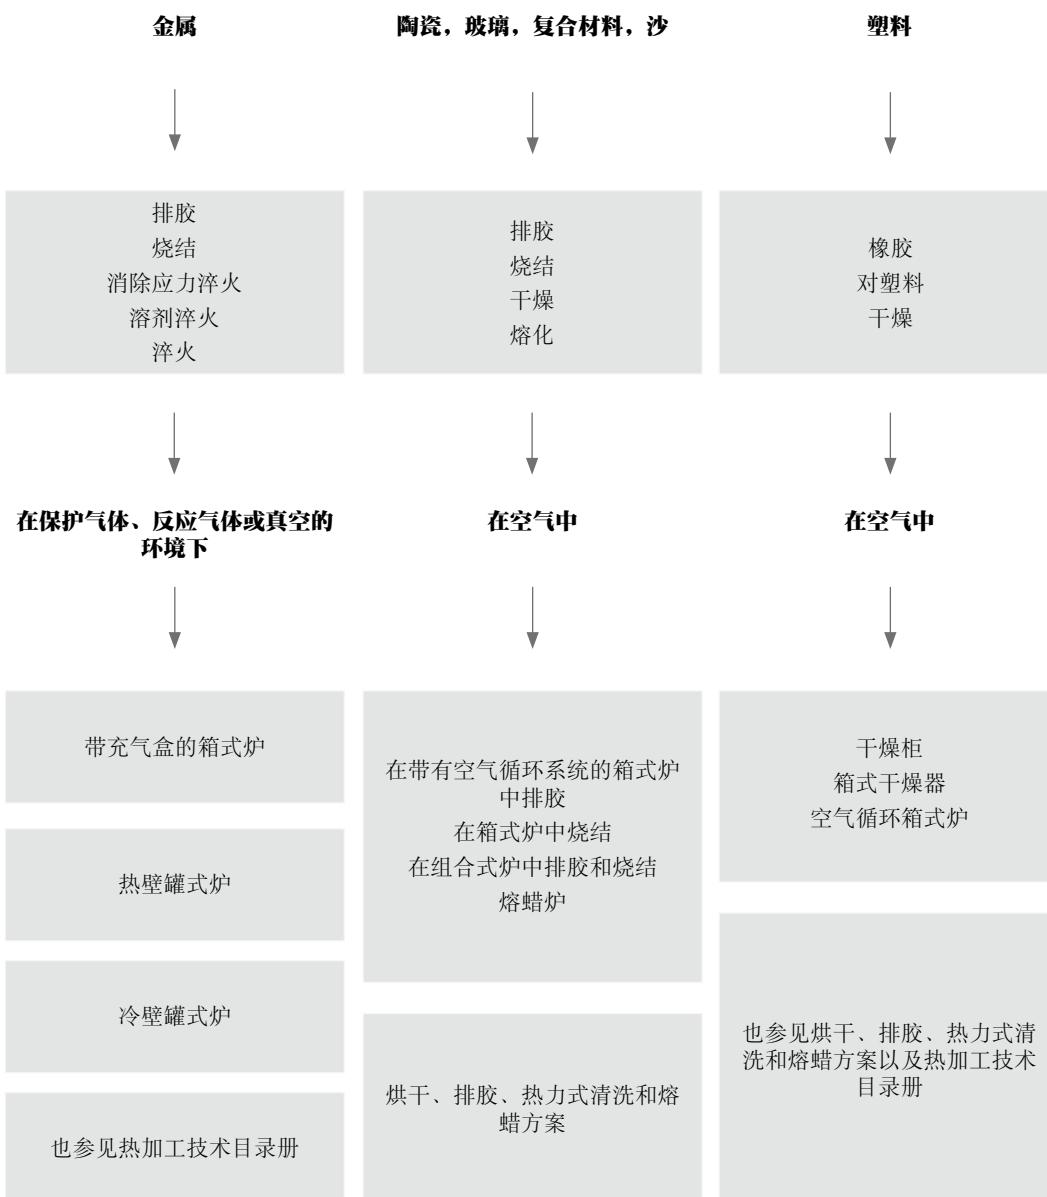 金属
排胶
烧结
消除应力淬火
溶剂淬火
淬火
在保护气体、反应气体或真空的
环境下
带充气盒的箱式炉
热壁罐式炉
冷壁罐式炉
也参见热加工技术目录册
陶瓷，玻璃，复合材料，沙
排胶
烧结
干燥
熔化
在空气中
在带有空气循环系统的箱式炉
中排胶
在箱式炉中烧结
在组合式炉中排胶和烧结
熔蜡炉
烘干、排胶、热力式清洗和熔
蜡方案
塑料
橡胶
对塑料
干燥
在空气中
干燥柜
箱式干燥器
空气循环箱式炉
也参见烘干、排胶、热力式清
洗和熔蜡方案以及热加工技术
目录册